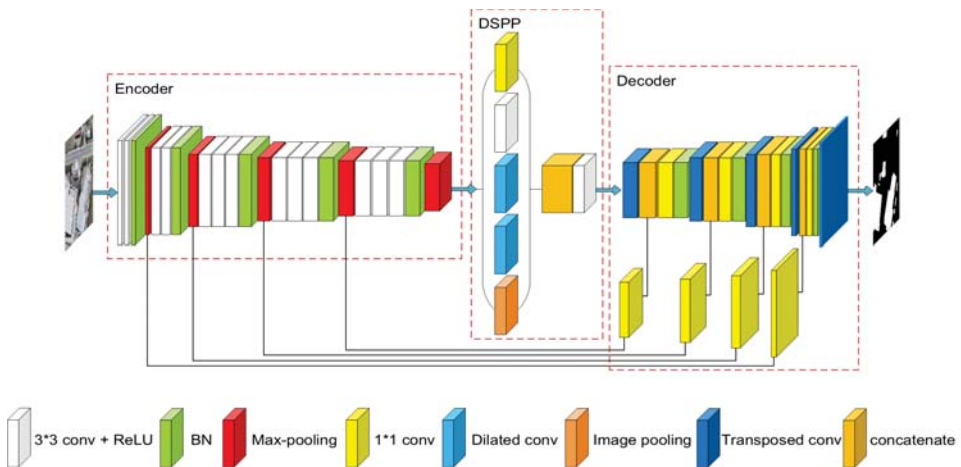 DSPP
Encoder
Decoder
3*3 conv + ReLU
BN
Max-pooling
1*1 conv
Dilated conv
Image pooling
Transposed conv
concatenate